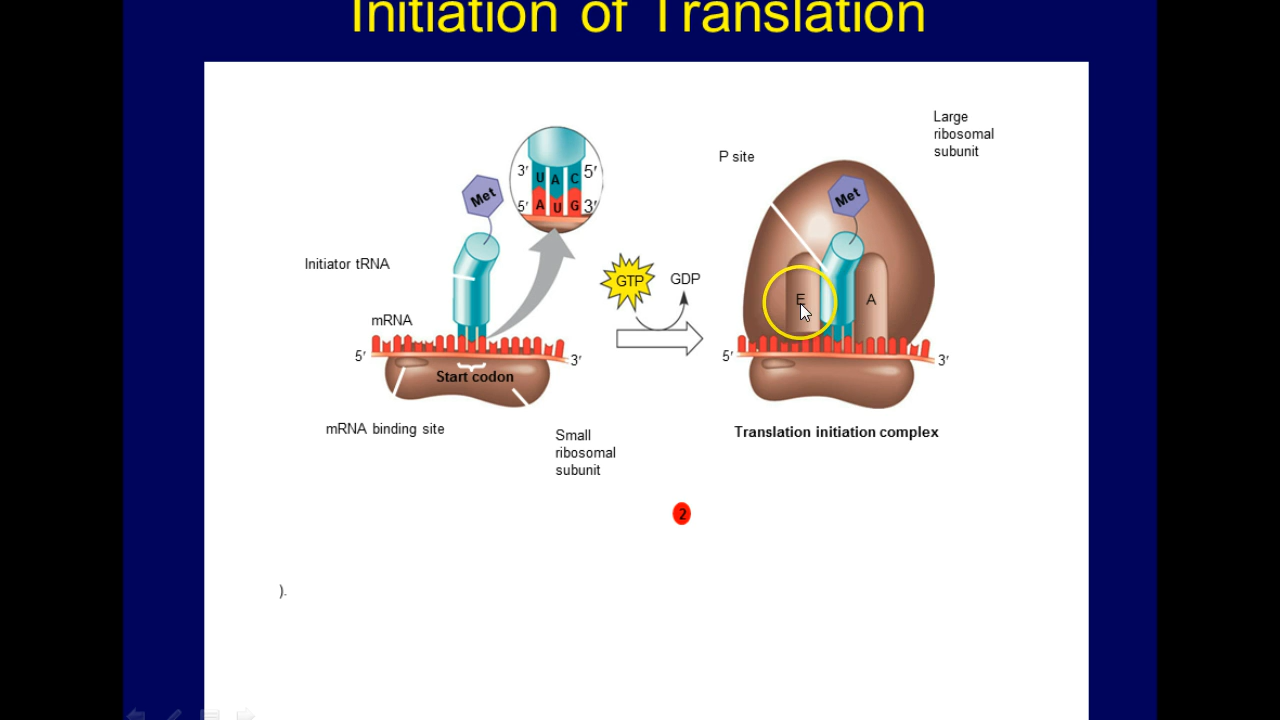 Initiation of Translation
Large
ribosomal
subunit
P site
3′ U A C 5′
5′ A U G 3′
Met
Met
Initiator tRNA
GTP
GDP
E
A
mRNA
5′
3′
5′
3′
Start codon
mRNA binding site
Small
ribosomal
subunit
Translation initiation complex
2
).